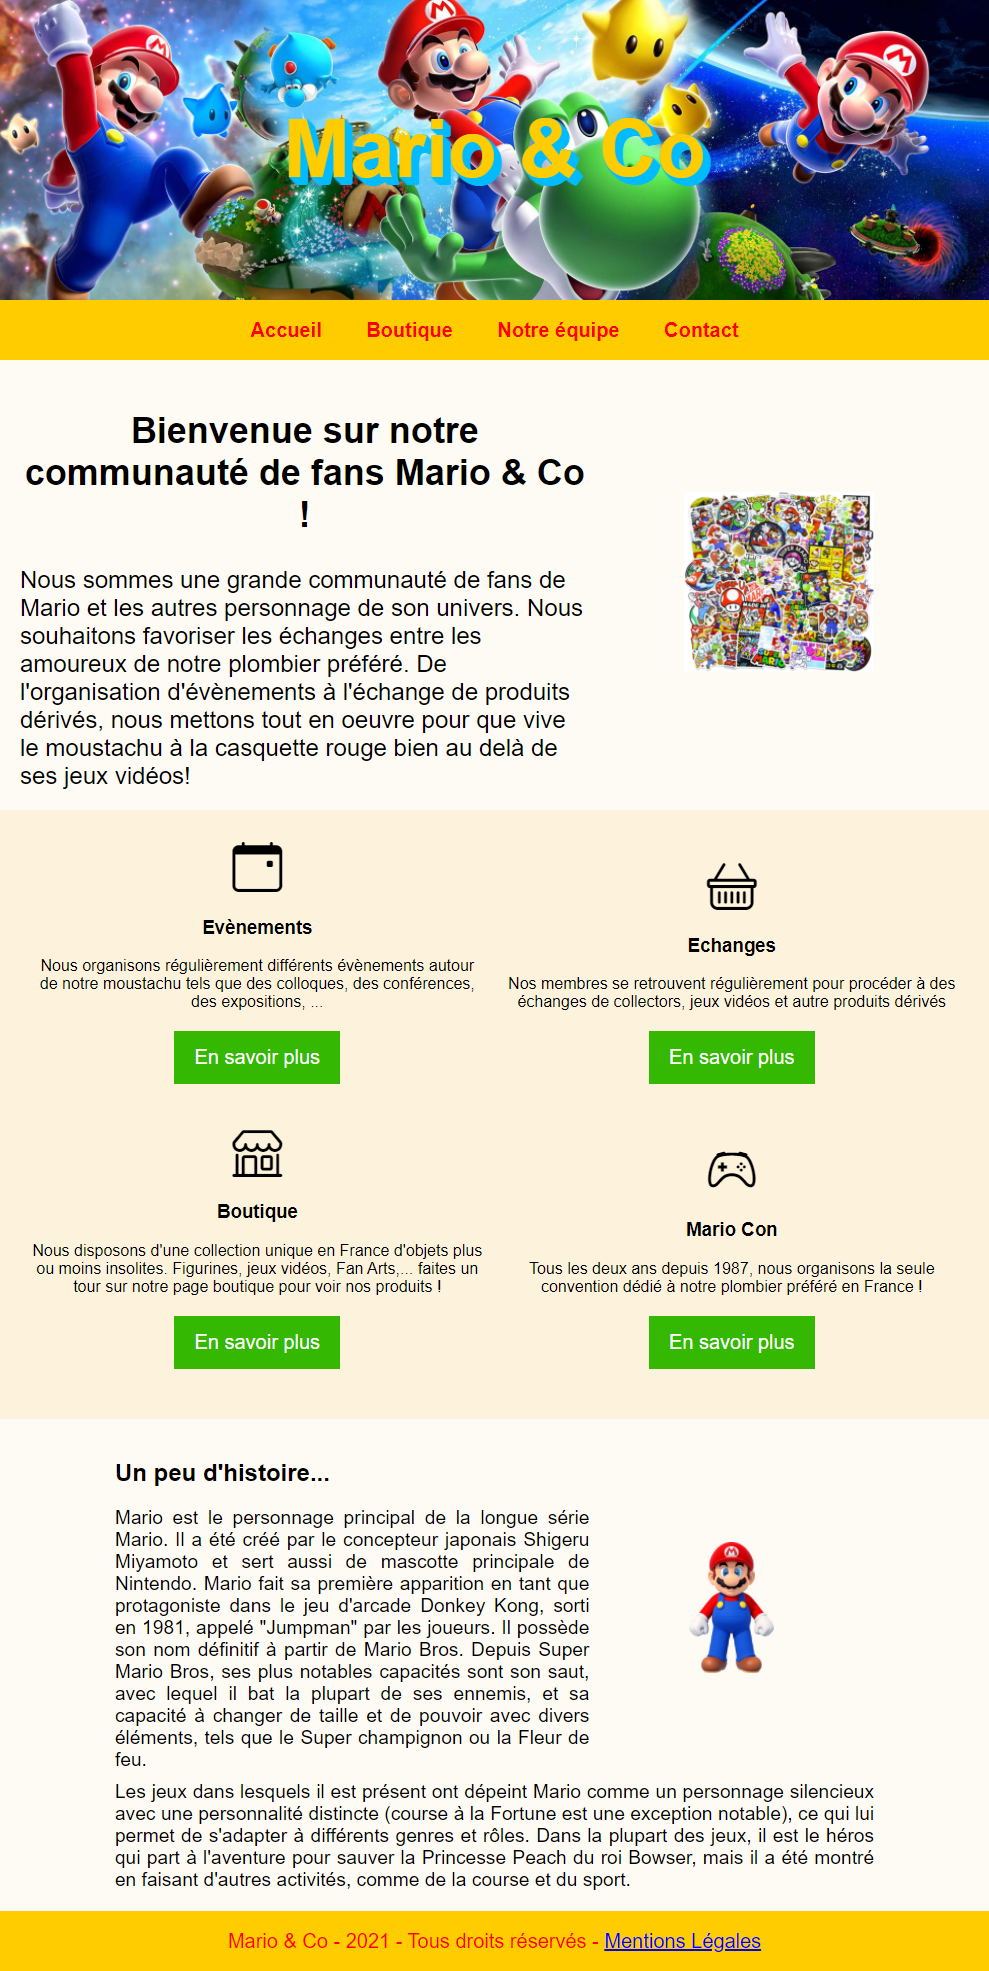 Mario & Co
Accueil Boutique Notre équipe Contact
Bienvenue sur notre
communauté de fans Mario & Co
!
Nous sommes une grande communauté de fans de
Mario et les autres personnage de son univers. Nous
souhaitons favoriser les échanges entre les
amoureux de notre plombier préféré. De
l'organisation d'évènements à l'échange de produits
dérivés, nous mettons tout en oeuvre pour que vive
le moustachu à la casquette rouge bien au delà de
ses jeux vidéos!
Evènements
Nous organisons régulièrement différents évènements autour
de notre moustachu tels que des colloques, des conférences,
des expositions, ...
En savoir plus
Echanges
Nos membres se retrouvent régulièrement pour procéder à des
échanges de collectors, jeux vidéos et autre produits dérivés
En savoir plus
Boutique
Nous disposons d'une collection unique en France d'objets plus
ou moins insolites. Figurines, jeux vidéos, Fan Arts,... faites un
tour sur notre page boutique pour voir nos produits !
En savoir plus
Mario Con
Tous les deux ans depuis 1987, nous organisons la seule
convention dédié à notre plombier préféré en France !
En savoir plus
Un peu d'histoire...
Mario est le personnage principal de la longue série
Mario. Il a été créé par le concepteur japonais Shigeru
Miyamoto et sert aussi de mascotte principale de
Nintendo. Mario fait sa première apparition en tant que
protagoniste dans le jeu d'arcade Donkey Kong, sorti
en 1981, appelé "Jumpman" par les joueurs. Il possède
son nom définitif à partir de Mario Bros. Depuis Super
Mario Bros, ses plus notables capacités sont son saut,
avec lequel il bat la plupart de ses ennemis, et sa
capacité à changer de taille et de pouvoir avec divers
éléments, tels que le Super champignon ou la Fleur de
feu.
Les jeux dans lesquels il est présent ont dépeint Mario comme un personnage silencieux
avec une personnalité distincte (course à la Fortune est une exception notable), ce qui lui
permet de s'adapter à différents genres et rôles. Dans la plupart des jeux, il est le héros
qui part à l'aventure pour sauver la Princesse Peach du roi Bowser, mais il a été montré
en faisant d'autres activités, comme de la course et du sport.
Mario & Co - 2021 - Tous droits réservés - Mentions Légales